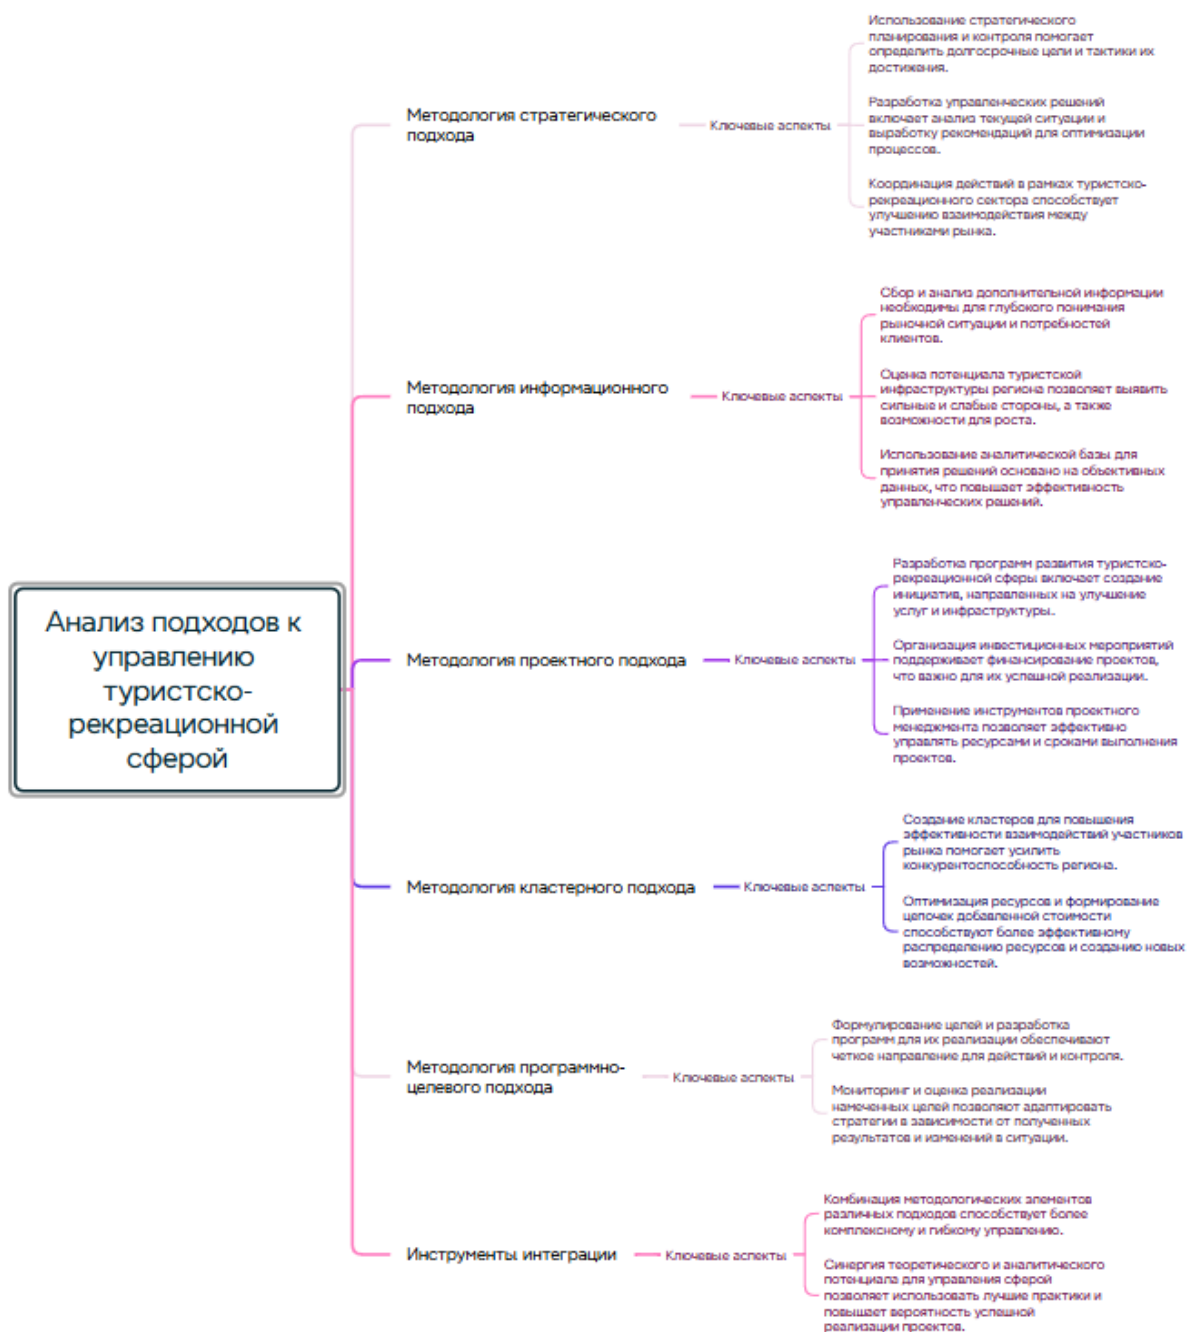 Анализ подходов к
управлению
туристско-
рекреационной
сферой
Методология стратегического
подхода
Ключевые аспекты
Использование стратегического
планирования и контроля помогает
определить долгосрочные цели и тактики их
достижения.
Разработка управленческих решений
включает анализ текущей ситуации и
выработку рекомендаций для оптимизации
процессов.
Координация действий в рамках туристско-
рекреационного сектора способствует
улучшению взаимодействия между
участниками рынка.
Методология информационного
подхода
Ключевые аспекты
Сбор и анализ дополнительной информации
необходимы для глубокого понимания
рыночной ситуации и потребностей
клиентов.
Оценка потенциала туристской
инфраструктуры региона позволяет выявить
сильные и слабые стороны, а также
возможности для роста.
Использование аналитической базы для
принятия решений основано на объективных
данных, что повышает эффективность
управленческих решений.
Методология проектного подхода
Ключевые аспекты
Разработка программ развития туристско-
рекреационной сферы включает создание
инициатив, направленных на улучшение
услуг и инфраструктуры.
Организация инвестиционных мероприятий
поддерживает финансирование проектов,
что важно для их успешной реализации.
Применение инструментов проектного
менеджмента позволяет эффективно
управлять ресурсами и сроками выполнения
проектов.
Методология кластерного подхода
Ключевые аспекты
Создание кластеров для повышения
эффективности взаимодействий участников
рынка помогает усилить
конкурентоспособность региона.
Оптимизация ресурсов и формирование
цепочек добавленной стоимости
способствуют более эффективному
распределению ресурсов и созданию новых
возможностей.
Методология программно-
целевого подхода
Ключевые аспекты
Формулирование целей и разработка
программ для их реализации обеспечивают
четкое направление для действий и контроля.
Мониторинг и оценка реализации
намеченных целей позволяют адаптировать
стратегии в зависимости от полученных
результатов и изменений в ситуации.
Инструменты интеграции
Ключевые аспекты
Комбинация методологических элементов
различных подходов способствует более
комплексному и гибкому управлению.
Синергия теоретического и аналитического
потенциала для управления сферой
позволяет использовать лучшие практики и
повышает вероятность успешной
реализации проектов.